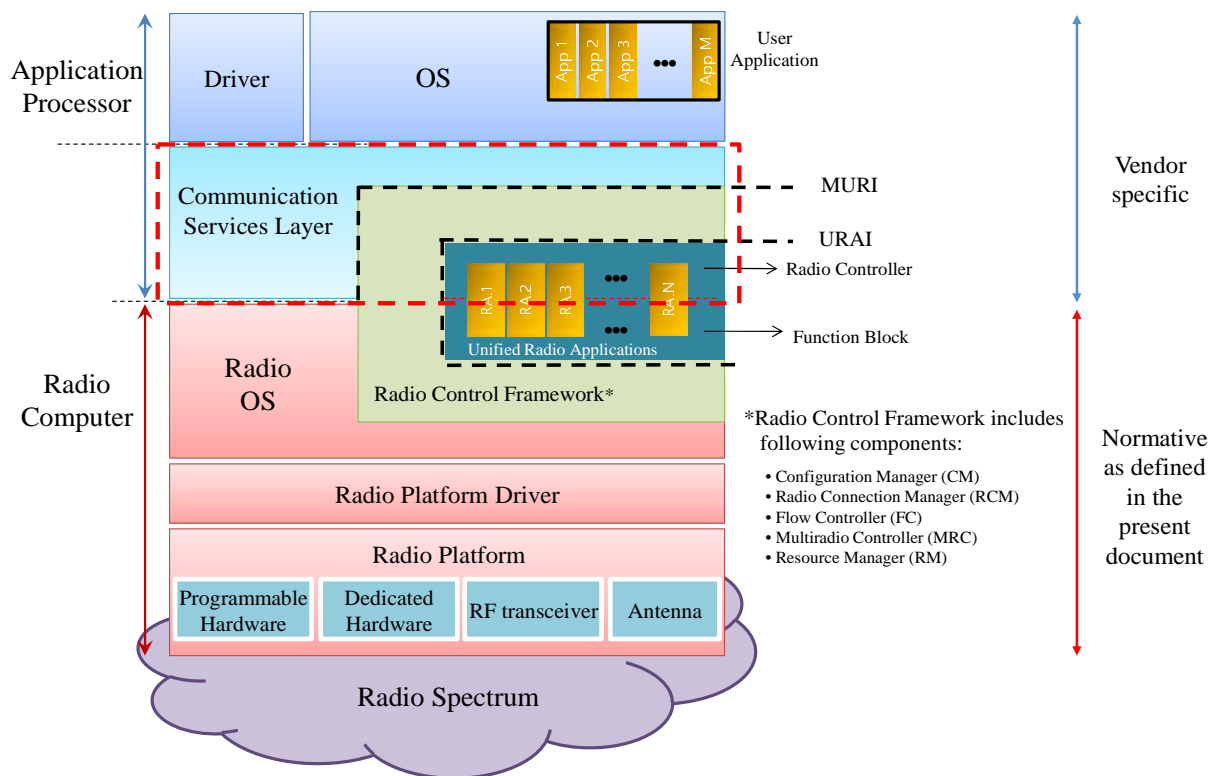 Application
Processor
Driver
OS
App 1
App 2
App 3
•••
App M
User
Application
Communication
Services Layer
MURI
URAI
Vendor
specific
Radio Controller
RA.1
RA.2
RA.3
•••
RA.N
•••
Function Block
Unified Radio Applications
Radio
Computer
Radio
OS
Radio Control Framework*
*Radio Control Framework includes
following components:
• Configuration Manager (CM)
• Radio Connection Manager (RCM)
• Flow Controller (FC)
• Multiradio Controller (MRC)
• Resource Manager (RM)
Normative
as defined
in the
present
document
Radio Platform Driver
Radio Platform
Programmable
Hardware
Dedicated
Hardware
RF transceiver
Antenna
Radio Spectrum